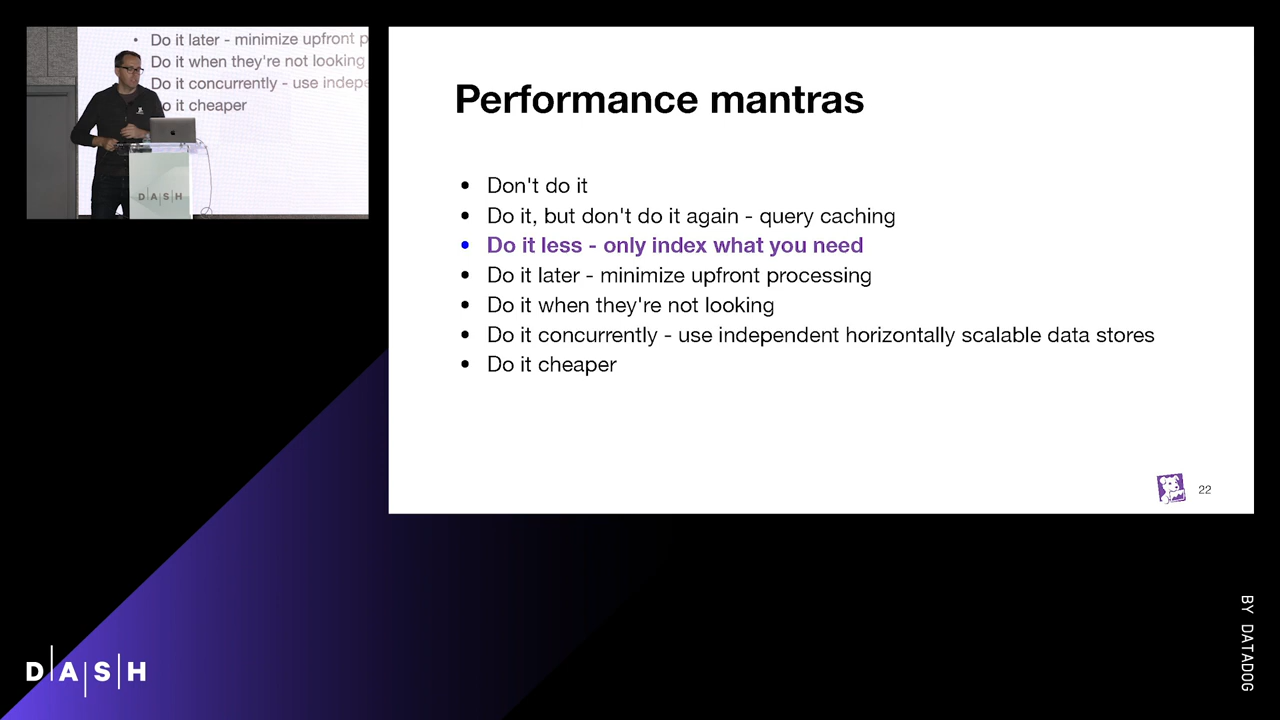 • Do it later - minimize upfront p
Do it when they're not looking
Do it concurrently - use indepe
o it cheaper
D|A|S|H
Performance mantras
• Don't do it
• Do it, but don't do it again - query caching
• Do it less - only index what you need
• Do it later - minimize upfront processing
• Do it when they're not looking
• Do it concurrently - use independent horizontally scalable data stores
• Do it cheaper
22
D|A|S|H
BY DATADOG